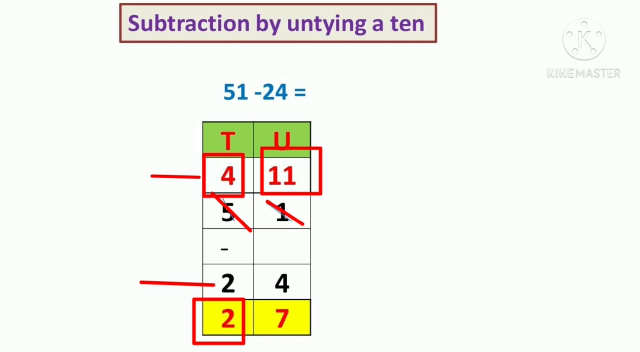 Subtraction by untying a ten
KINEMASTER
51 -24 =
T U
4 11
5 1
-
2 4
2 7